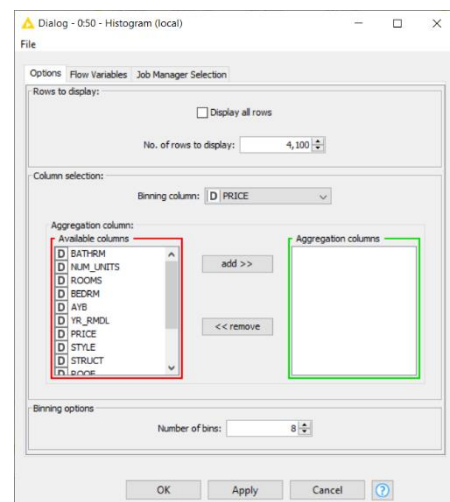 Dialog - 0:50 - Histogram (local)
File
Options Flow Variables Job Manager Selection
Rows to display:
Display all rows
No. of rows to display: 4,100
Column selection:
Binning column: D PRICE
Aggregation column:
Available columns
Aggregation columns
D BATHRM
D NUM_UNITS
D ROOMS
D BEDRM
D AYB
D YR_RMDL
D PRICE
D STYLE
D STRUCT
D ROOF
add >>
<< remove
Binning options
Number of bins: 8
OK Apply Cancel ?